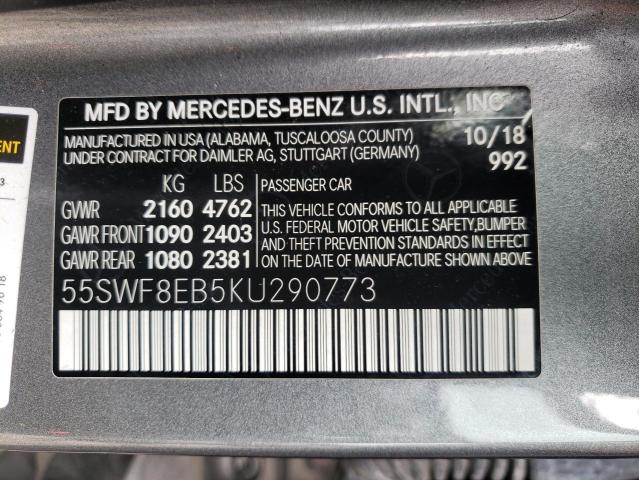 MFD BY MERCEDES-BENZ U.S. INTL., INC
MANUFACTURED IN USA (ALABAMA, TUSCALOOSA COUNTY) 10/18
UNDER CONTRACT FOR DAIMLER AG, STUTTGART (GERMANY) 992
KG LBS
GVWR 2160 4762
GAWR FRONT 1090 2403
GAWR REAR 1080 2381
PASSENGER CAR
THIS VEHICLE CONFORMS TO ALL APPLICABLE
U.S. FEDERAL MOTOR VEHICLE SAFETY, BUMPER
AND THEFT PREVENTION STANDARDS IN EFFECT
ON THE DATE OF MANUFACTURE SHOWN ABOVE.
55SWF8EB5KU290773